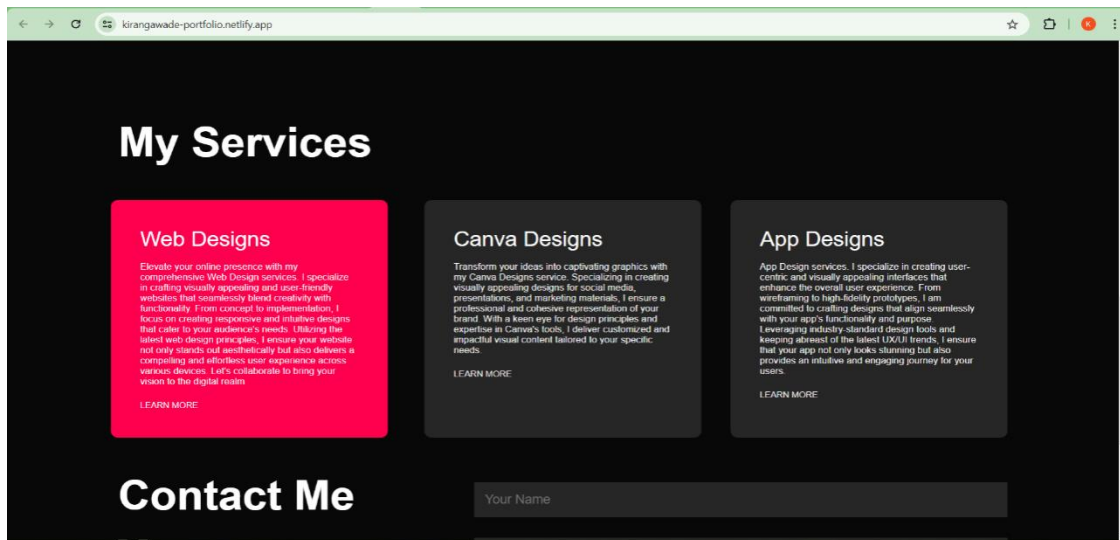 kirangawade-portfolio.netlify.app
K
My Services
Web Designs
Elevate your online presence with my
comprehensive Web Design services. I specialize
in crafting visually appealing and user-friendly
websites that seamlessly blend creativity with
functionality. From concept to implementation, I
focus on creating responsive and intuitive designs
that cater to your audience's needs. Utilizing the
latest web design principles, I ensure your website
not only stands out aesthetically but also delivers a
compelling and effortless user experience across
various devices. Let's collaborate to bring your
vision to the digital realm
LEARN MORE
Canva Designs
Transform your ideas into captivating graphics with
my Canva Designs service. Specializing in creating
visually appealing designs for social media,
presentations, and marketing materials, I ensure a
professional and cohesive representation of your
brand. With a keen eye for design principles and
expertise in Canva's tools, I deliver customized and
impactful visual content tailored to your specific
needs.
LEARN MORE
App Designs
App Design services. I specialize in creating user-
centric and visually appealing interfaces that
enhance the overall user experience. From
wireframing to high-fidelity prototypes, I am
committed to crafting designs that align seamlessly
with your app's functionality and purpose.
Leveraging industry-standard design tools and
keeping abreast of the latest UX/UI trends, I ensure
that your app not only looks stunning but also
provides an intuitive and engaging journey for your
users.
LEARN MORE
Contact Me
Your Name